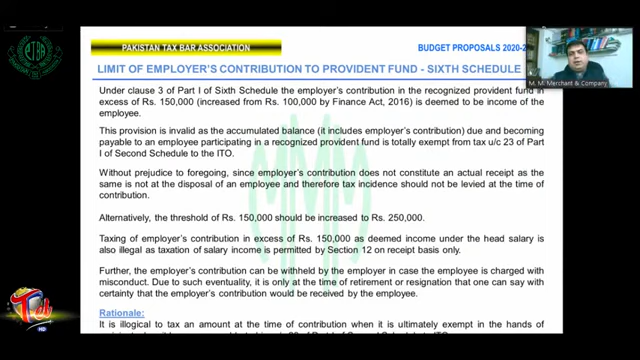 PTBA
PAKISTAN TAX BAR ASSOCIATION
BUDGET PROPOSALS 2020-2
LIMIT OF EMPLOYER'S CONTRIBUTION TO PROVIDENT FUND - SIXTH SCHEDULE
M. M. Merchant & Company
Under clause 3 of Part I of Sixth Schedule the employer's contribution in the recognized provident fund in
excess of Rs. 150,000 (increased from Rs. 100,000 by Finance Act, 2016) is deemed to be income of the
employee.
This provision is invalid as the accumulated balance (it includes employer's contribution) due and becoming
payable to an employee participating in a recognized provident fund is totally exempt from tax u/c 23 of Part
I of Second Schedule to the ITO.
Without prejudice to foregoing, since employer's contribution does not constitute an actual receipt as the
same is not at the disposal of an employee and therefore tax incidence should not be levied at the time of
contribution.
Alternatively, the threshold of Rs. 150,000 should be increased to Rs. 250,000.
Taxing of employer's contribution in excess of Rs. 150,000 as deemed income under the head salary is
also illegal as taxation of salary income is permitted by Section 12 on receipt basis only.
Further, the employer's contribution can be withheld by the employer in case the employee is charged with
misconduct. Due to such eventuality, it is only at the time of retirement or resignation that one can say with
certainty that the employer's contribution would be received by the employee.
Rationale:
It is illogical to tax an amount at the time of contribution when it is ultimately exempt in the hands of
HD